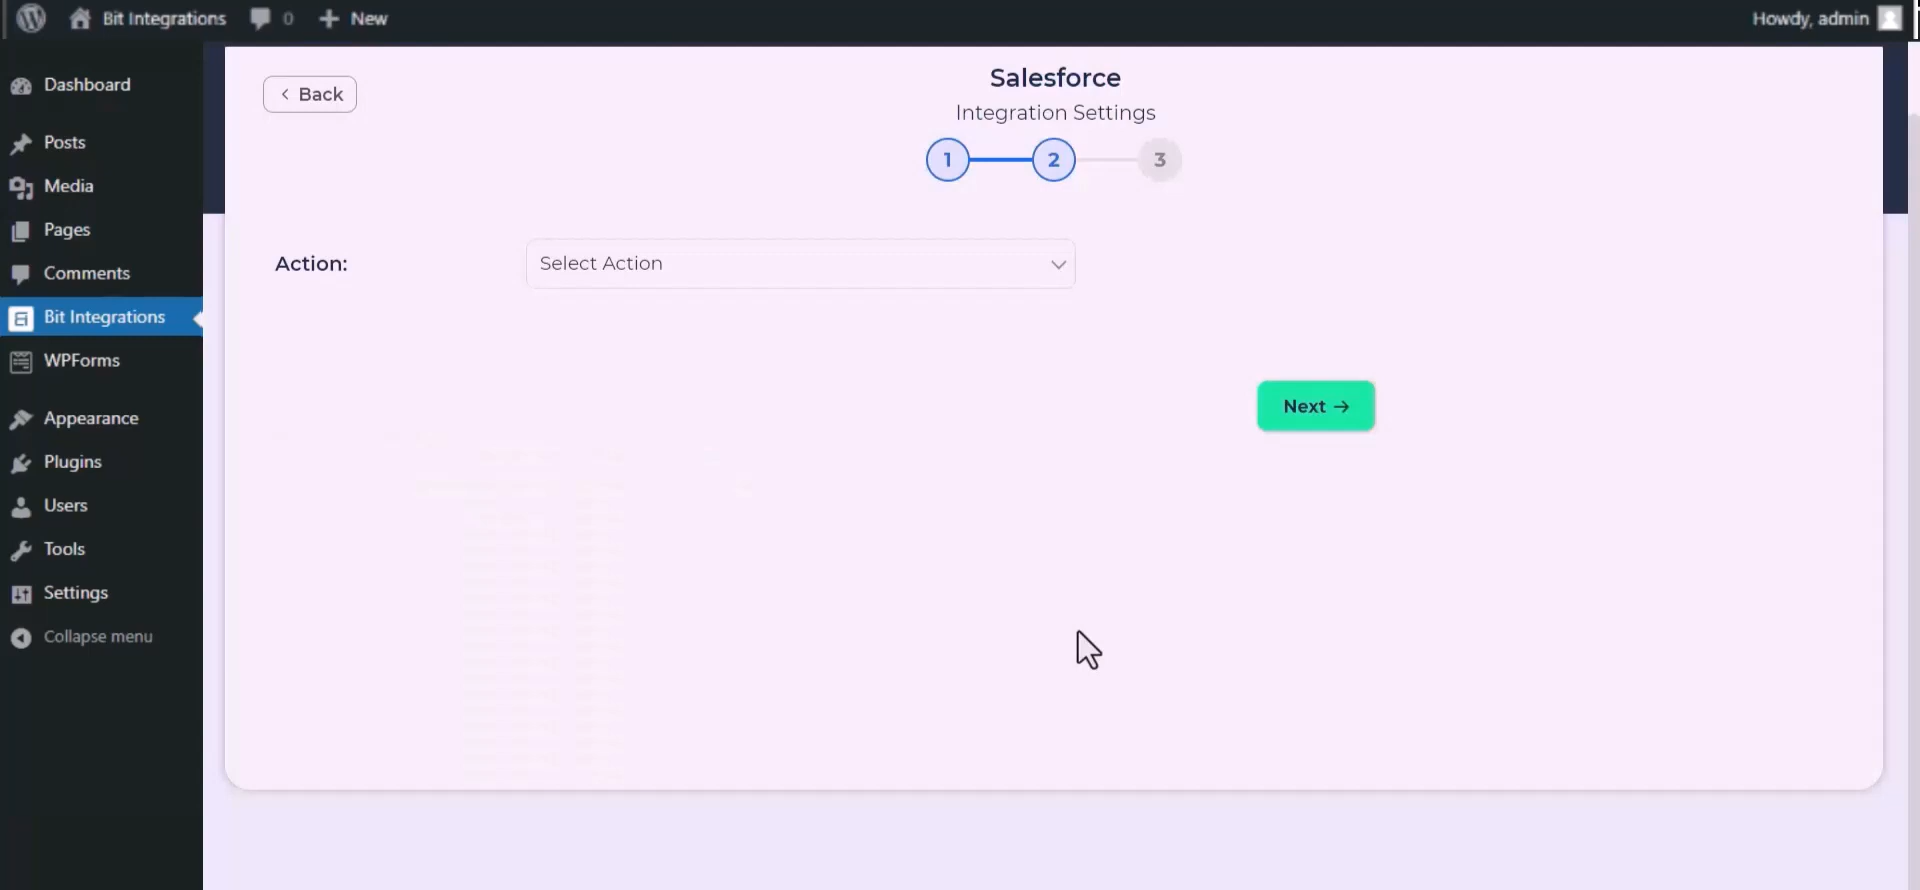 Bit Integrations
0
New
Howdy, admin
Dashboard
Posts
Media
Pages
Comments
Bit Integrations
WPForms
Appearance
Plugins
Users
Tools
Settings
Collapse menu
Back
Salesforce
Integration Settings
1
2
3
Action:
Select Action
Next →